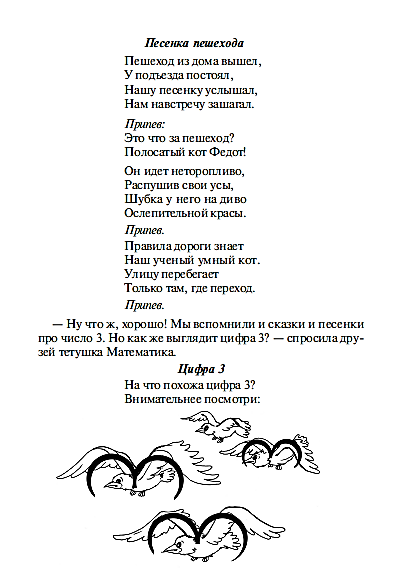 Песенка пешехода
Пешеход из дома вышел,
У подъезда постоял,
Нашу песенку услышал,
Нам навстречу зашагал.
Припев:
Это что за пешеход?
Полосатый кот Федот!
Он идет неторопливо,
Распушив свои усы,
Шубка у него на диво
Ослепительной красы.
Припев.
Правила дороги знает
Наш ученый умный кот.
Улицу перебегает
Только там, где переход.
Припев.
— Ну что ж, хорошо! Мы вспомнили и сказки и песенки
про число 3. Но как же выглядит цифра 3? — спросила дру-
зей тетушка Математика.
Цифра 3
На что похожа цифра 3?
Внимательнее посмотри: